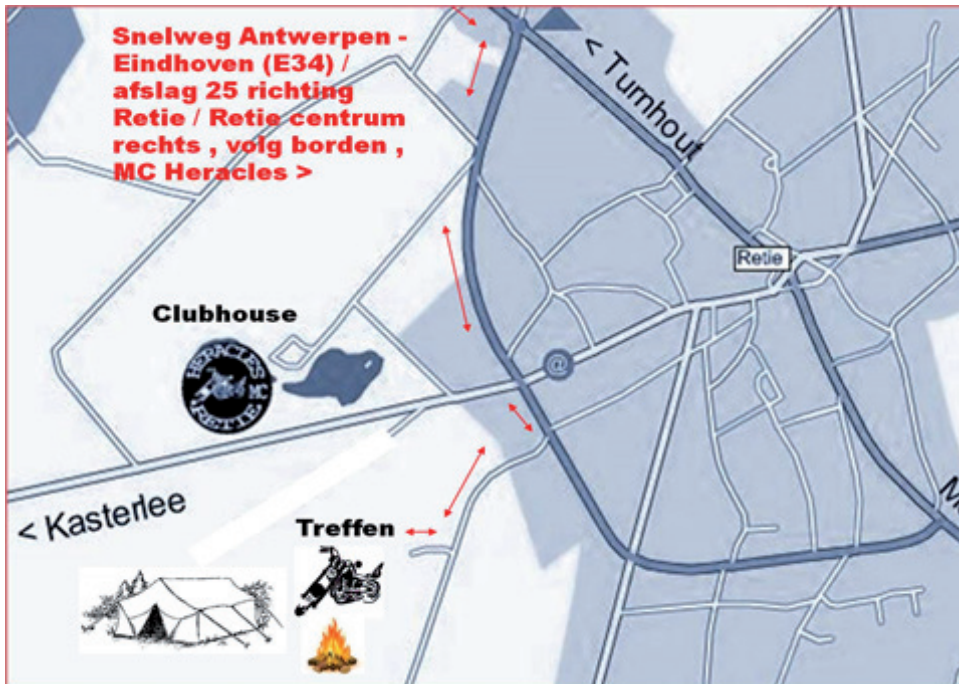 Snelweg Antwerpen -
Eindhoven (E34) /
afslag 25 richting
Retie / Retie centrum
rechts , volg borden ,
MC Heracles >
< Turnhout
Retie
Clubhouse
HERACLES
MC
RETIE
@
< Kasterlee
Treffen